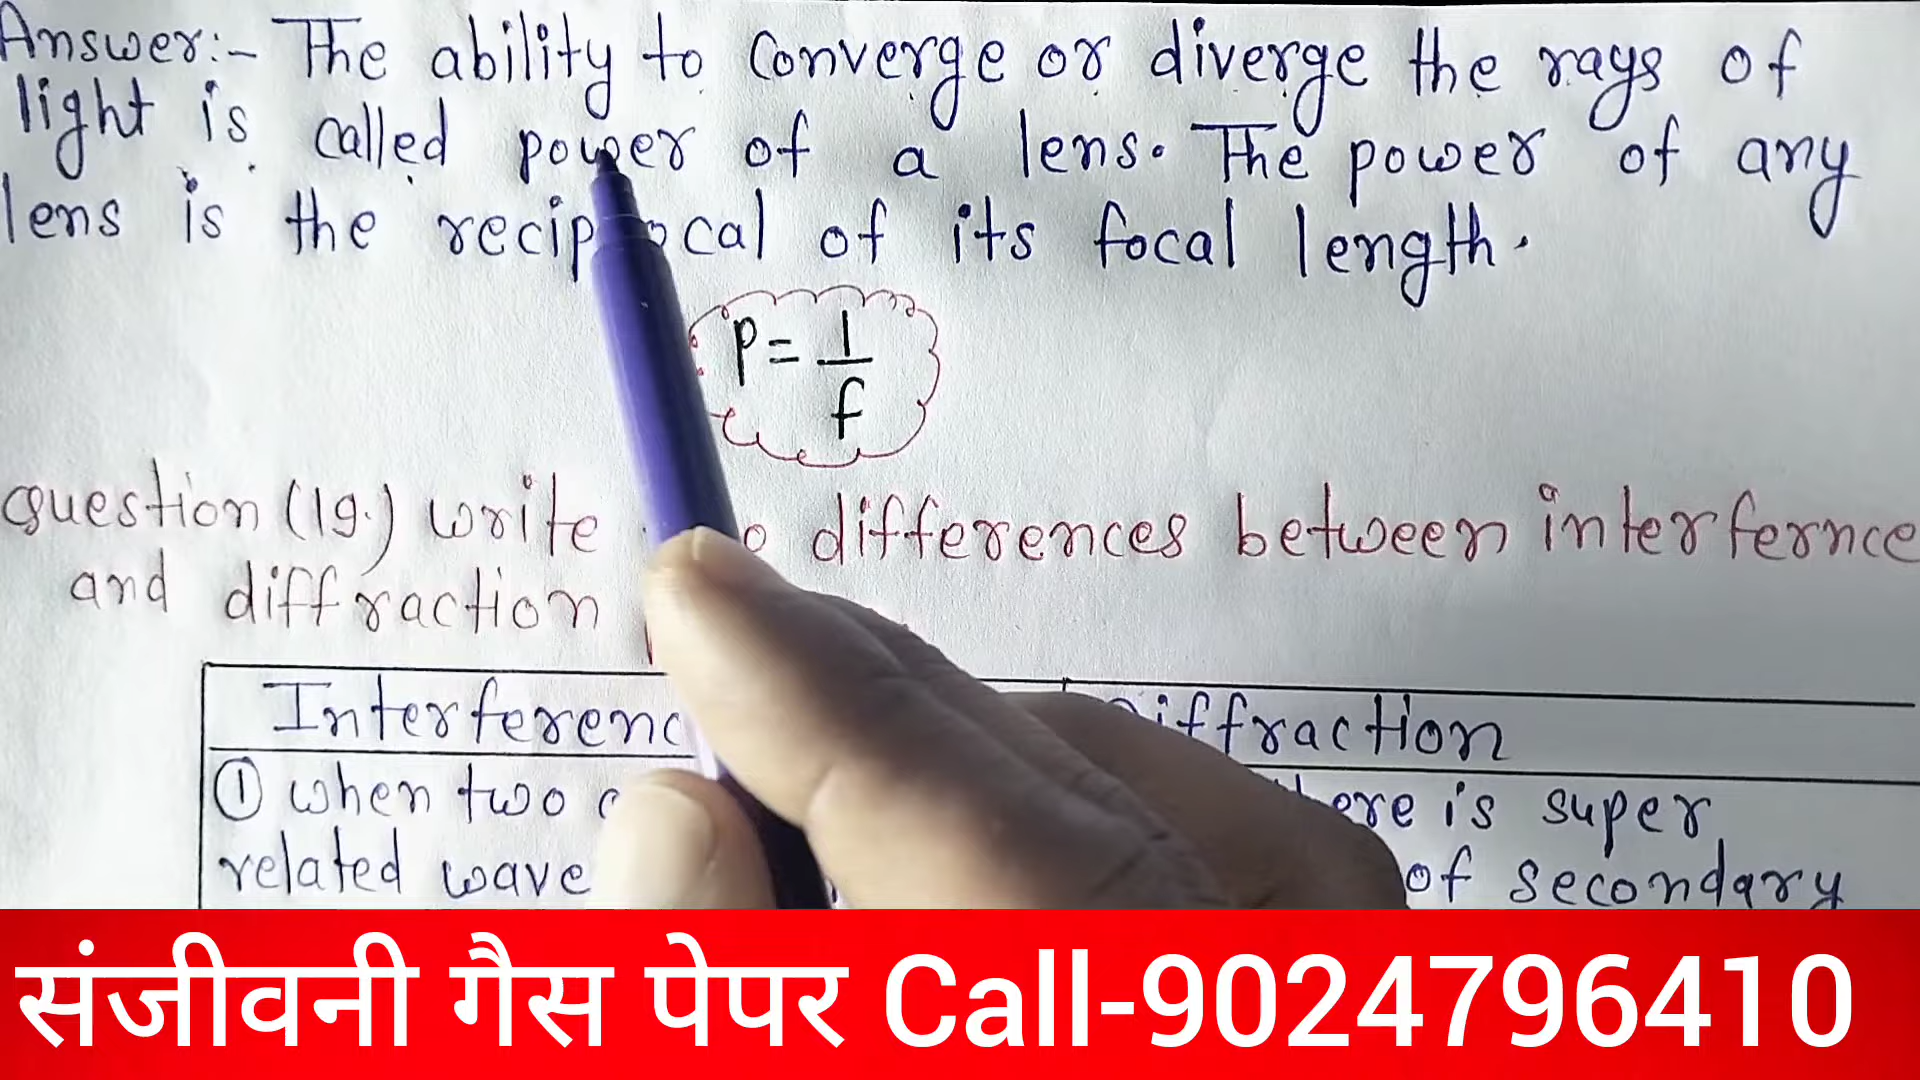 Answer:- The ability to converge or diverge the rays of
light is called power of a lens. The power of any
lens is the reciprocal of its focal length.
P = 1/f
question (19.) write differences between interfernce
and diffraction
Interferenc iffraction
① when two ere is super
related wave of secondary
संजीवनी गैस पेपर Call-9024796410